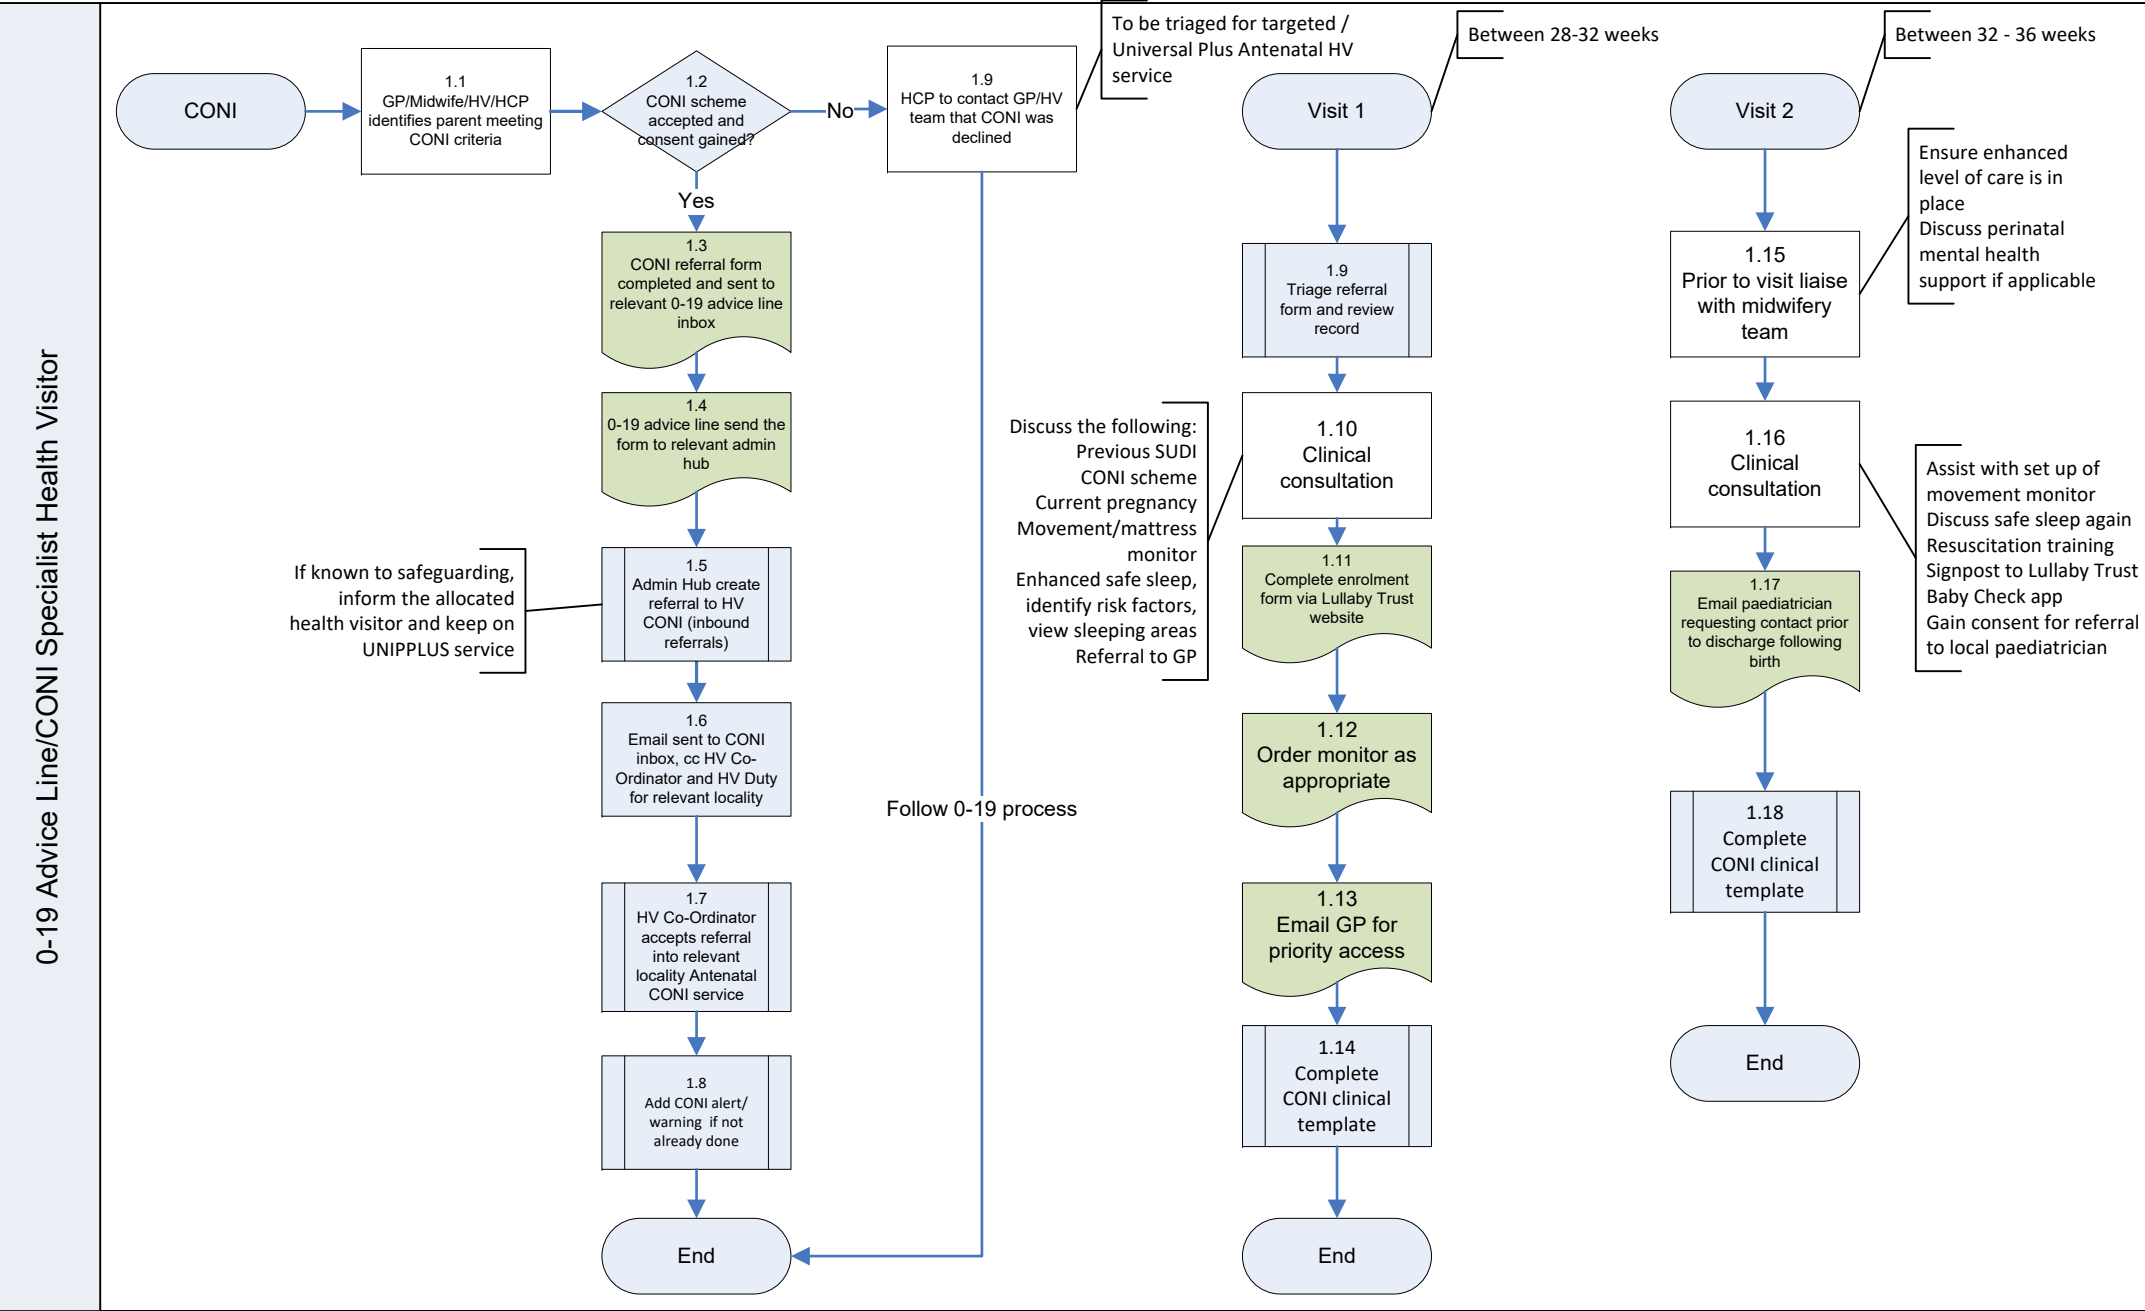 0-19 Advice Line/CONI Specialist Health Visitor
CONI
1.1
GP/Midwife/HV/HCP
identifies parent meeting
CONI criteria
1.2
CONI scheme
accepted and
consent gained?
No
Yes
1.9
HCP to contact GP/HV
team that CONI was
declined
To be triaged for targeted /
Universal Plus Antenatal HV
service
1.3
CONI referral form
completed and sent to
relevant 0-19 advice line
inbox
1.4
0-19 advice line send the
form to relevant admin
hub
1.5
Admin Hub create
referral to HV
CONI (inbound
referrals)
If known to safeguarding,
inform the allocated
health visitor and keep on
UNIPPLUS service
1.6
Email sent to CONI
inbox, cc HV Co-
Ordinator and HV Duty
for relevant locality
1.7
HV Co-Ordinator
accepts referral
into relevant
locality Antenatal
CONI service
1.8
Add CONI alert/
warning  if not
already done
End
Follow 0-19 process
Visit 1
Between 28-32 weeks
1.9
Triage referral
form and review
record
1.10
Clinical
consultation
Discuss the following:
Previous SUDI
CONI scheme
Current pregnancy
Movement/mattress
monitor
Enhanced safe sleep,
identify risk factors,
view sleeping areas
Referral to GP
1.11
Complete enrolment
form via Lullaby Trust
website
1.12
Order monitor as
appropriate
1.13
Email GP for
priority access
1.14
Complete
CONI clinical
template
End
Visit 2
Between 32 - 36 weeks
1.15
Prior to visit liaise
with midwifery
team
Ensure enhanced
level of care is in
place
Discuss perinatal
mental health
support if applicable
1.16
Clinical
consultation
Assist with set up of
movement monitor
Discuss safe sleep again
Resuscitation training
Signpost to Lullaby Trust
Baby Check app
Gain consent for referral
to local paediatrician
1.17
Email paediatrician
requesting contact prior
to discharge following
birth
1.18
Complete
CONI clinical
template
End